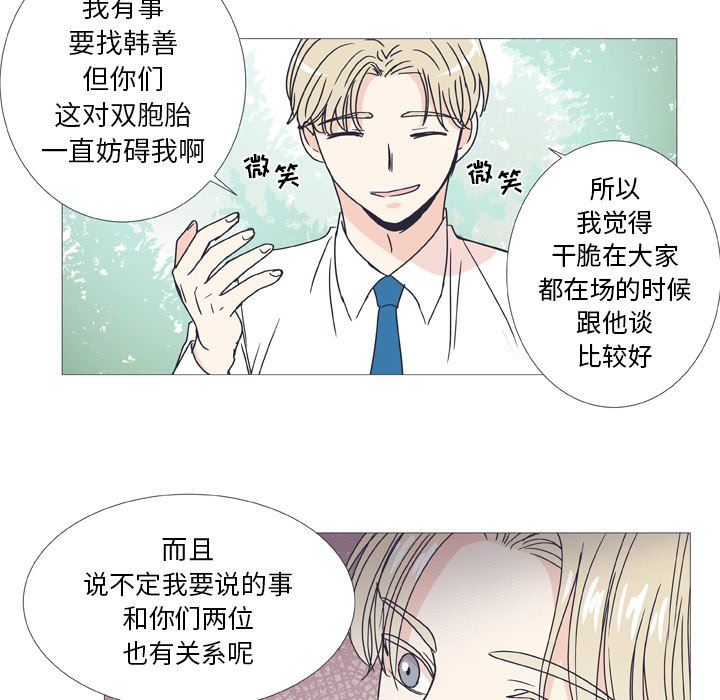 我有事
要找韩善
但你们
这对双胞胎
一直妨碍我啊
微笑
微笑
所以
我觉得
干脆在大家
都在场的时候
跟他谈
比较好
而且
说不定我要说的事
和你们两位
也有关系呢